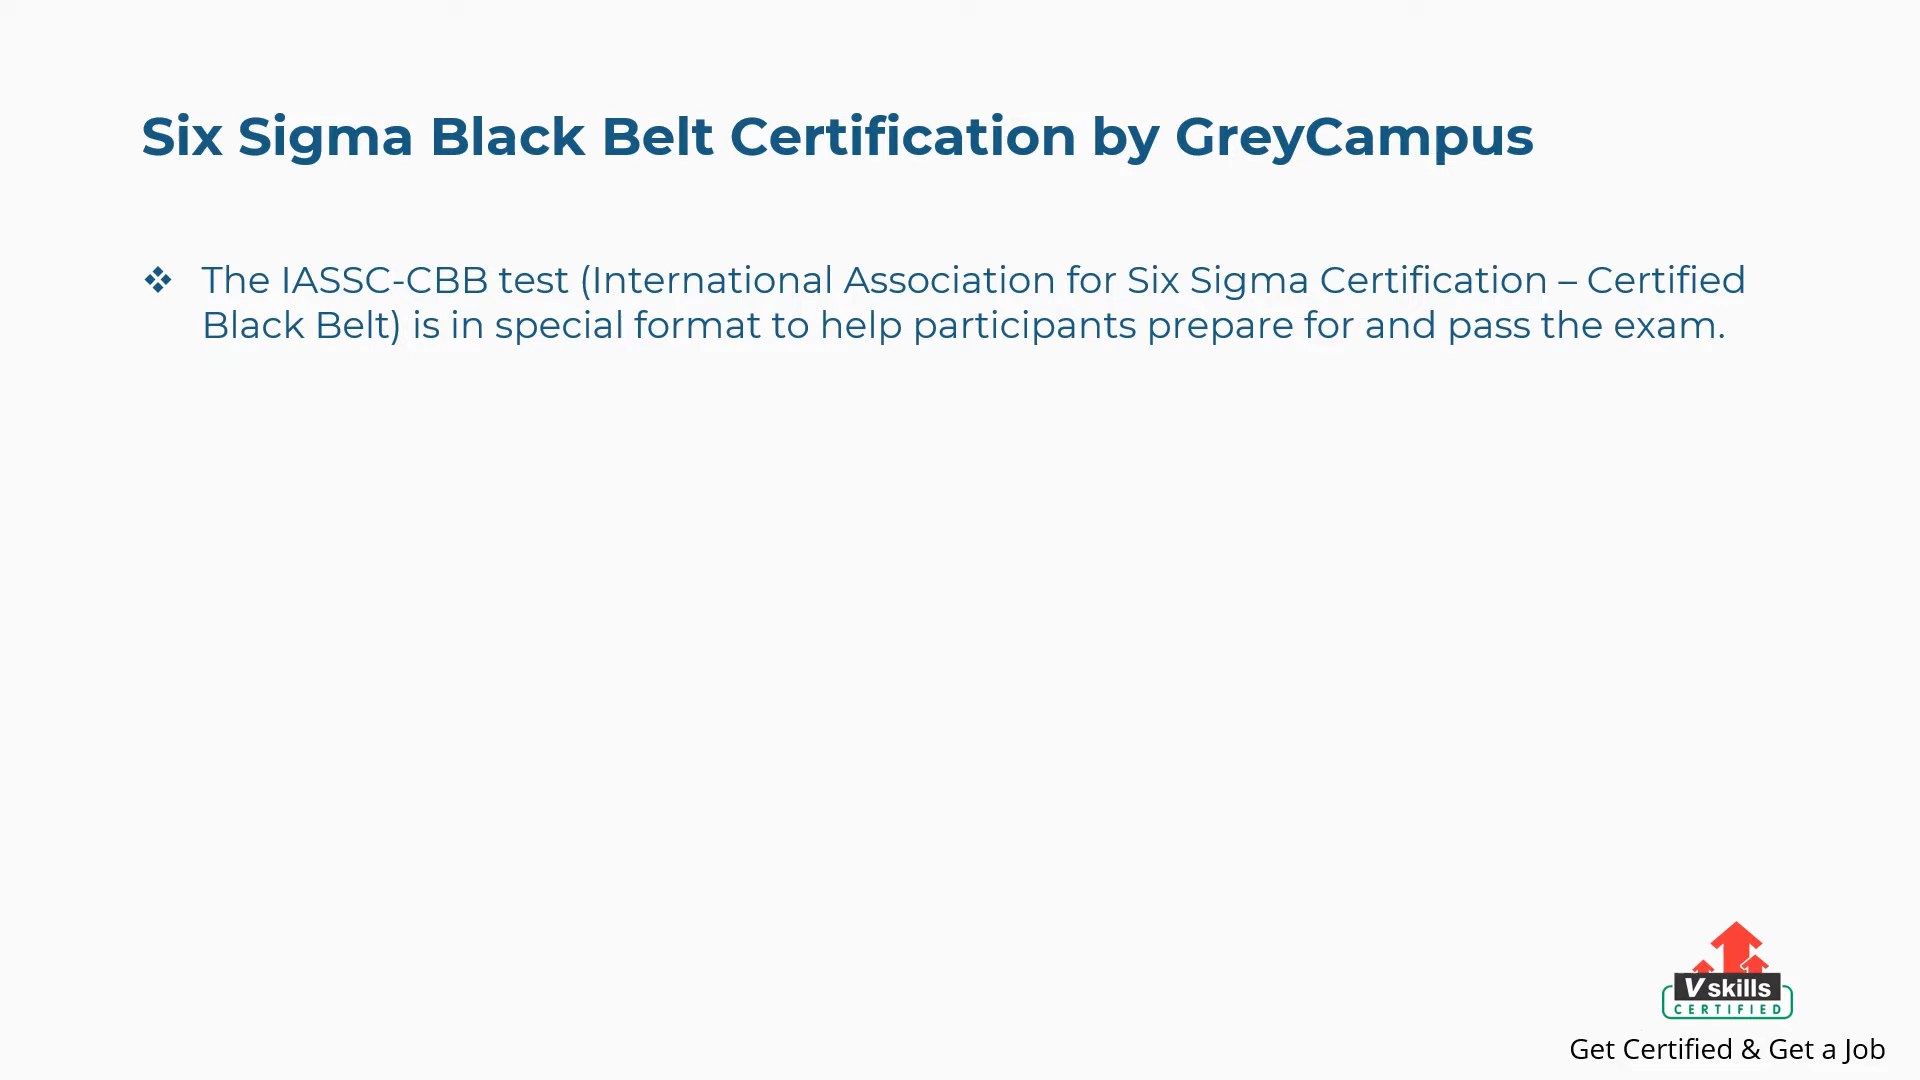 Six Sigma Black Belt Certification by GreyCampus
❖ The IASSC-CBB test (International Association for Six Sigma Certification – Certified
Black Belt) is in special format to help participants prepare for and pass the exam.
Vskills
CERTIFIED
Get Certified & Get a Job